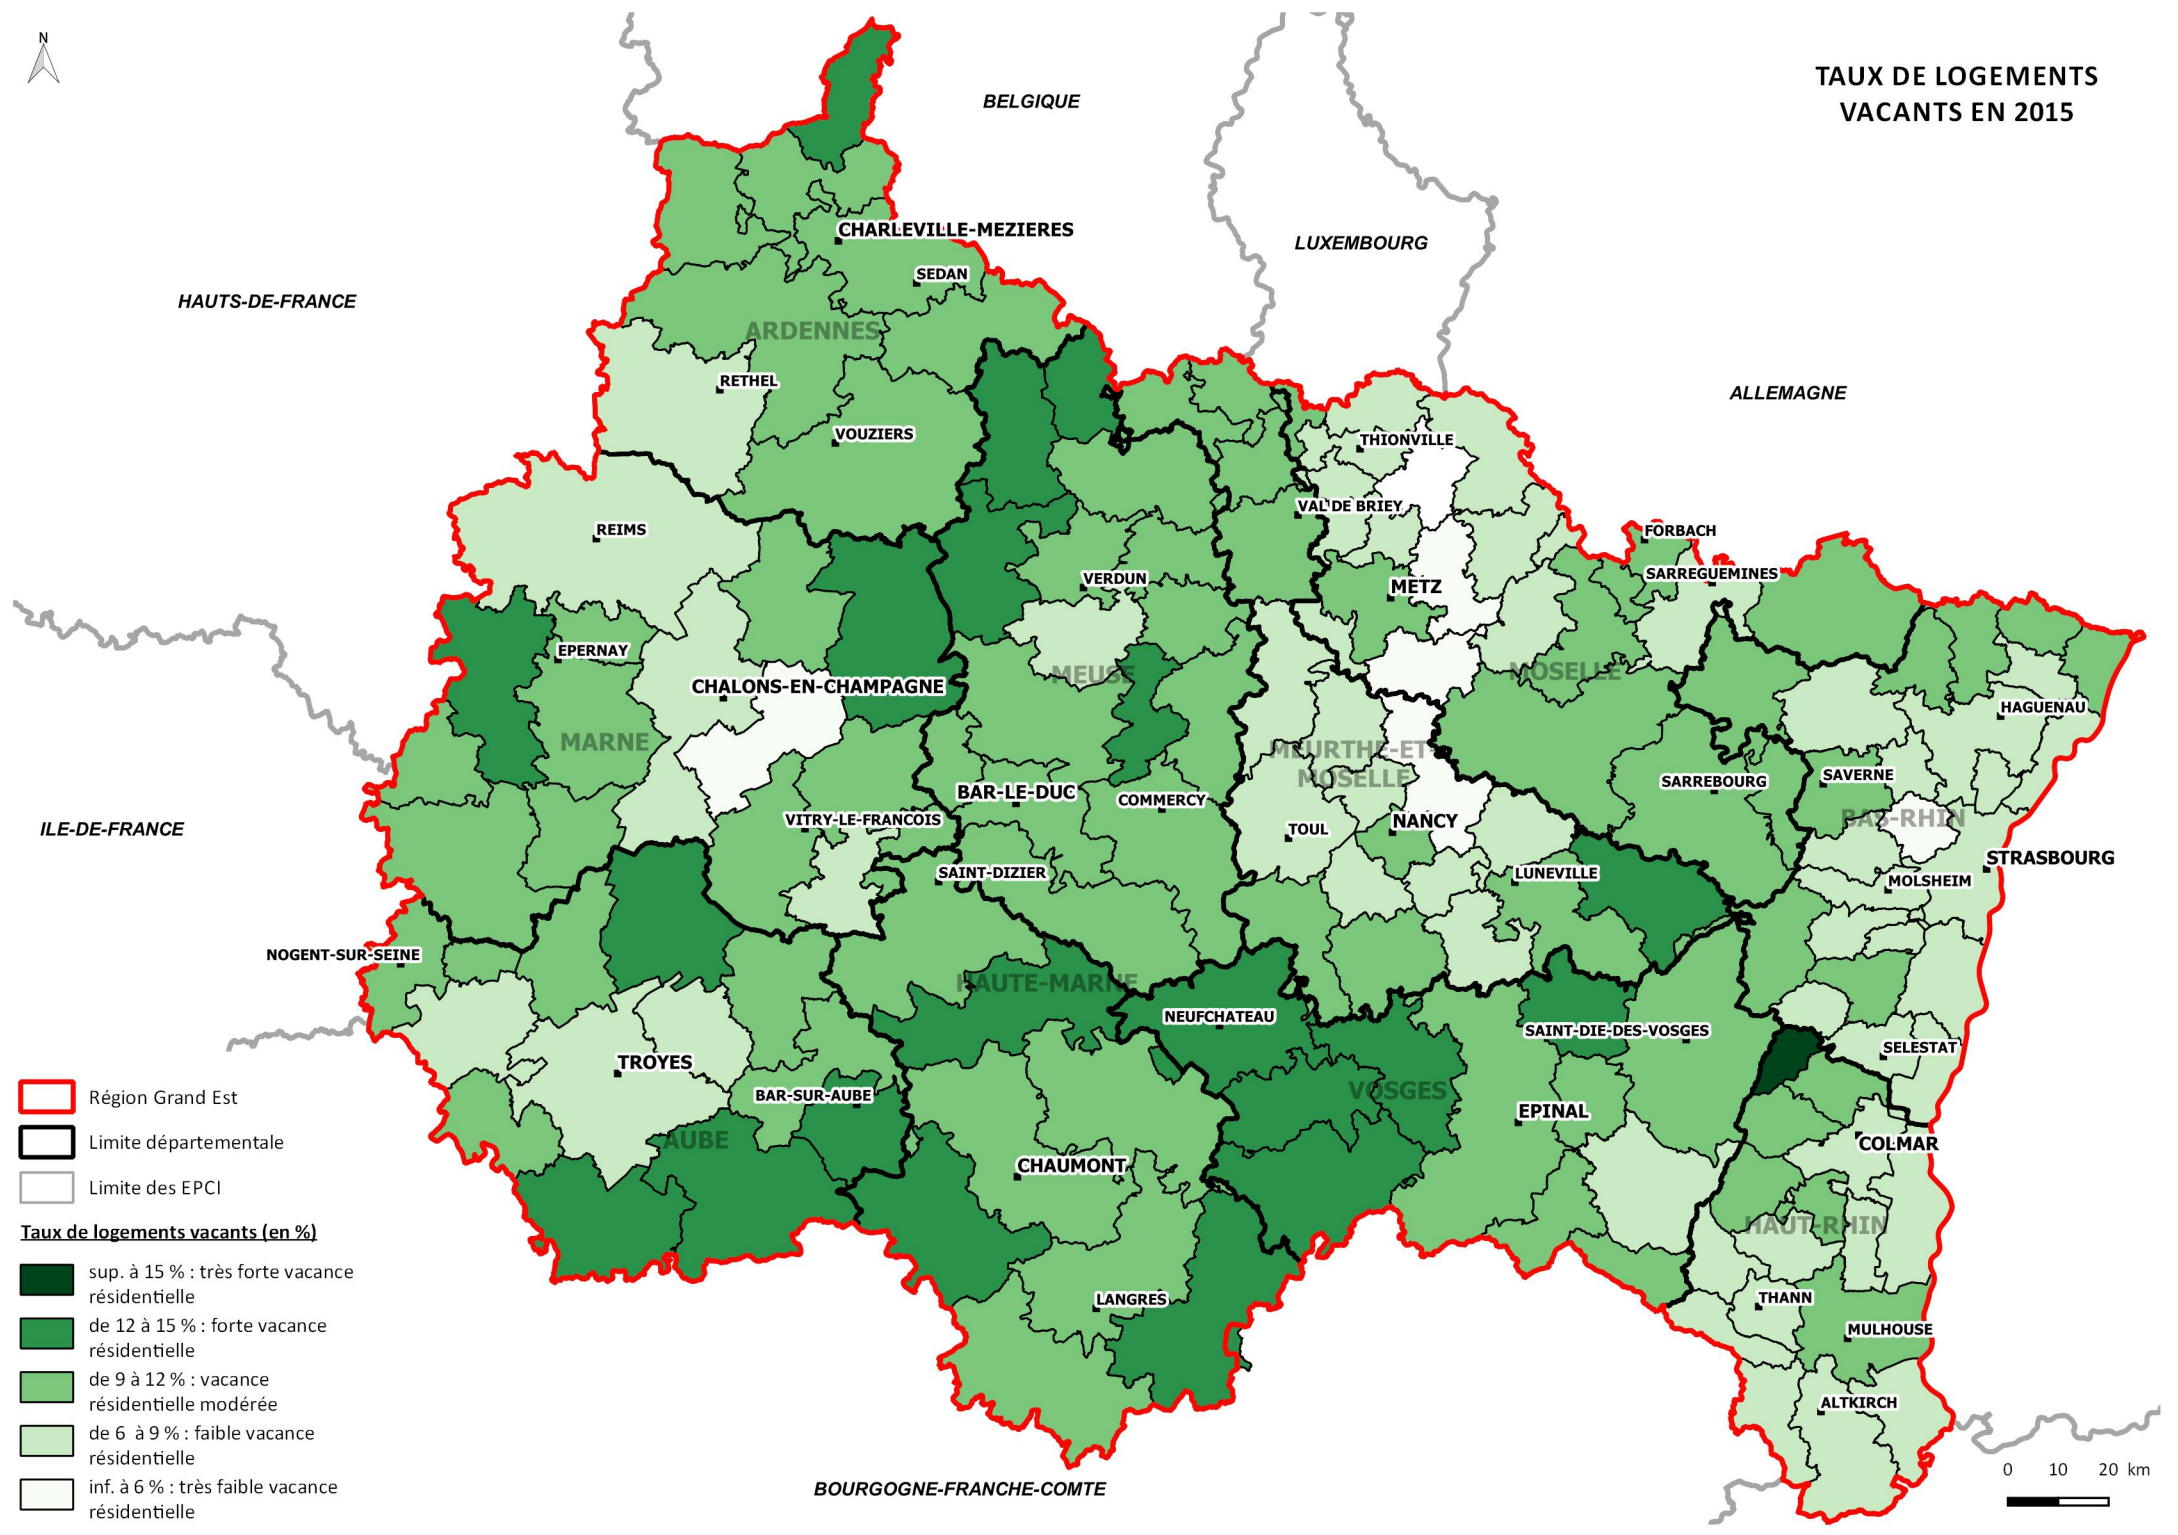 N
TAUX DE LOGEMENTS
VACANTS EN 2015
BELGIQUE
CHARLEVILLE-MEZIERES
LUXEMBOURG
SEDAN
HAUTS-DE-FRANCE
ARDENNES
RETHEL
ALLEMAGNE
VOUZIERS
THIONVILLE
VAL DE BRIEY
REIMS
FORBACH
SARREGUEMINES
VERDUN
METZ
EPERNAY
MEUSE
MOSELLE
CHALONS-EN-CHAMPAGNE
HAGUENAU
MARNE
MEURTHE-ET-
MOSELLE
SARREBOURG
SAVERNE
BAR-LE-DUC
COMMERCY
VITRY-LE-FRANCOIS
BAS-RHIN
ILE-DE-FRANCE
TOUL
NANCY
STRASBOURG
SAINT-DIZIER
LUNEVILLE
MOLSHEIM
NOGENT-SUR-SEINE
HAUTE-MARNE
NEUFCHATEAU
SAINT-DIE-DES-VOSGES
SELESTAT
TROYES
BAR-SUR-AUBE
VOSGES
EPINAL
AUBE
COLMAR
CHAUMONT
HAUT-RHIN
LANGRES
THANN
MULHOUSE
ALTKIRCH
BOURGOGNE-FRANCHE-COMTE
Région Grand Est
Limite départementale
Limite des EPCI
Taux de logements vacants (en %)
sup. à 15 % : très forte vacance
résidentielle
de 12 à 15 % : forte vacance
résidentielle
de 9 à 12 % : vacance
résidentielle modérée
de 6 à 9 % : faible vacance
résidentielle
inf. à 6 % : très faible vacance
résidentielle
0 10 20 km